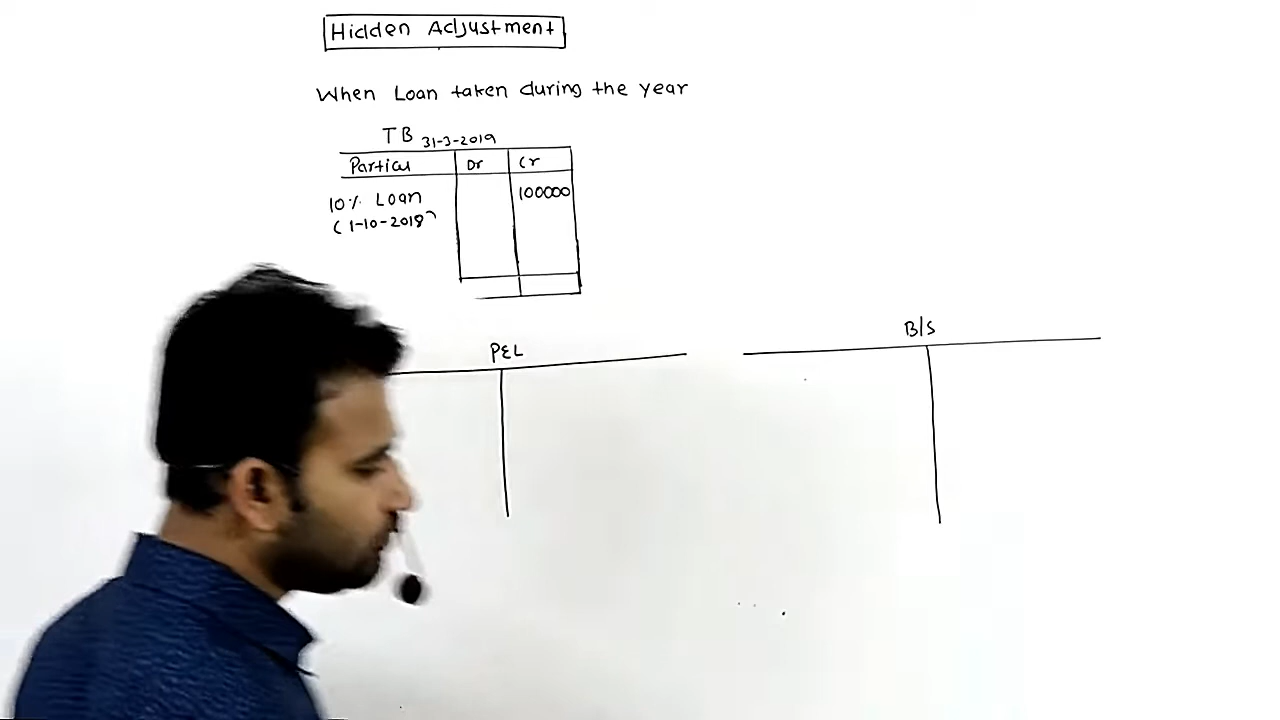 Hidden Adjustment
When Loan taken during the year
TB 31-3-2019
Particu Dr Cr
10% Loan 100000
(1-10-2018)
P&L
B/S